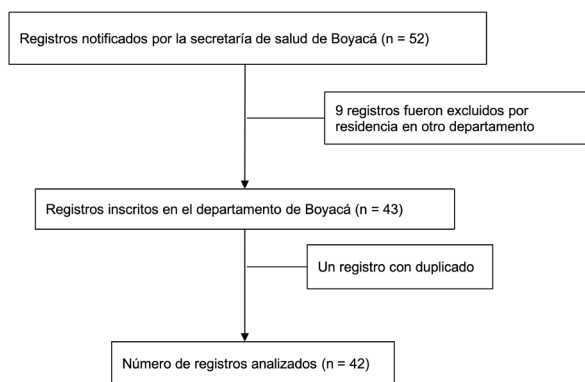 Registros notificados por la secretaría de salud de Boyacá (n = 52)
9 registros fueron excluidos por
residencia en otro departamento
Registros inscritos en el departamento de Boyacá (n = 43)
Un registro con duplicado
Número de registros analizados (n = 42)